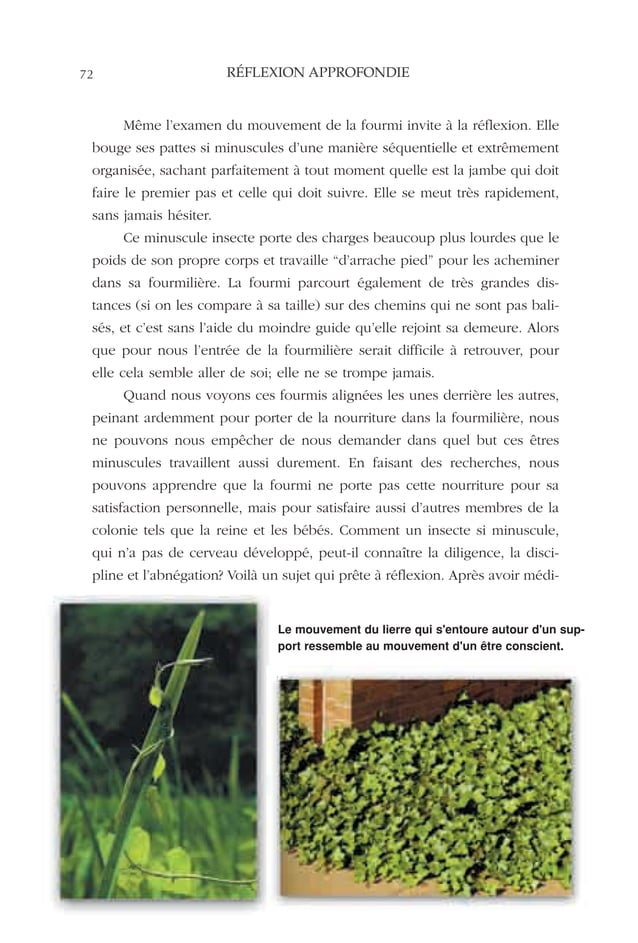 72
RÉFLEXION APPROFONDIE
Même l'examen du mouvement de la fourmi invite à la réflexion. Elle
bouge ses pattes si minuscules d'une manière séquentielle et extrêmement
organisée, sachant parfaitement à tout moment quelle est la jambe qui doit
faire le premier pas et celle qui doit suivre. Elle se meut très rapidement,
sans jamais hésiter.
Ce minuscule insecte porte des charges beaucoup plus lourdes que le
poids de son propre corps et travaille “d'arrache pied” pour les acheminer
dans sa fourmilière. La fourmi parcourt également de très grandes dis-
tances (si on les compare à sa taille) sur des chemins qui ne sont pas bali-
sés, et c'est sans l'aide du moindre guide qu'elle rejoint sa demeure. Alors
que pour nous l'entrée de la fourmilière serait difficile à retrouver, pour
elle cela semble aller de soi; elle ne se trompe jamais.
Quand nous voyons ces fourmis alignées les unes derrière les autres,
peinant ardemment pour porter de la nourriture dans la fourmilière, nous
ne pouvons nous empêcher de nous demander dans quel but ces êtres
minuscules travaillent aussi durement. En faisant des recherches, nous
pouvons apprendre que la fourmi ne porte pas cette nourriture pour sa
satisfaction personnelle, mais pour satisfaire aussi d'autres membres de la
colonie tels que la reine et les bébés. Comment un insecte si minuscule,
qui n'a pas de cerveau développé, peut-il connaître la diligence, la disci-
pline et l'abnégation? Voilà un sujet qui prête à réflexion. Après avoir médi-
Le mouvement du lierre qui s'entoure autour d'un sup-
port ressemble au mouvement d'un être conscient.